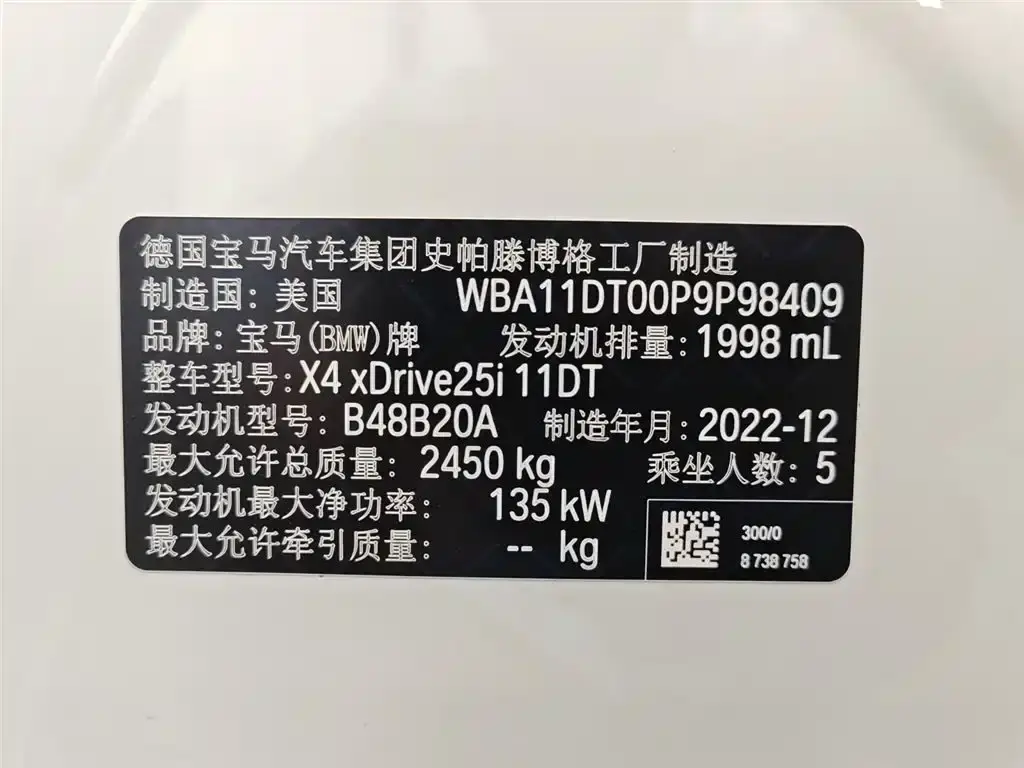 德国宝马汽车集团史帕滕博格工厂制造
制造国：美国 WBA11DT00P9P98409
品牌：宝马(BMW)牌 发动机排量：1998 mL
整车型号：X4 xDrive25i 11DT
发动机型号：B48B20A 制造年月：2022-12
最大允许总质量：2450 kg 乘坐人数：5
发动机最大净功率：135 kW
最大允许牵引质量：-- kg
300/0
8 738 758